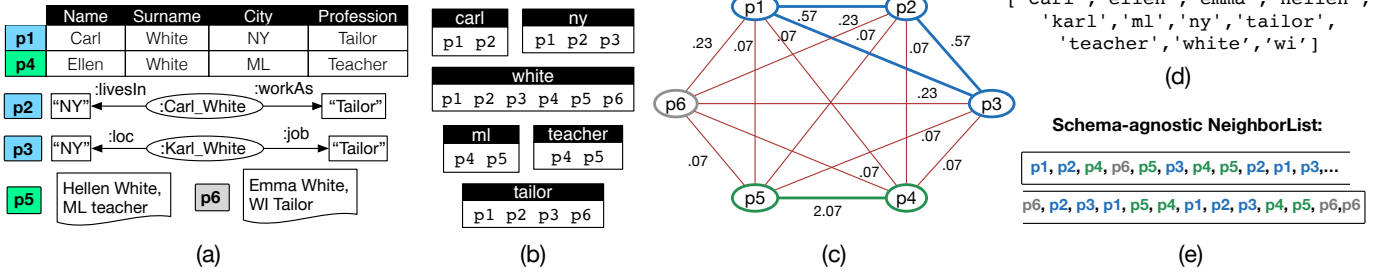 Name Surname City Profession
p1 Carl White NY Tailor
p4 Ellen White ML Teacher
:livesIn :workAs
p2 "NY" :Carl_White "Tailor"
:loc :job
p3 "NY" :Karl_White "Tailor"
p5 Hellen White,
ML teacher
p6 Emma White,
WI Tailor
(a)
carl
p1 p2
ny
p1 p2 p3
white
p1 p2 p3 p4 p5 p6
ml
p4 p5
teacher
p4 p5
tailor
p1 p2 p3 p6
(b)
p1 p2
.57 .23
.23 .07 .07 .07 .57
p6 .23 p3
.07
.07 .07 .07
p5 p4
2.07
(c)
['carl','ellen','emma','hellen',
'karl','ml','ny','tailor',
'teacher','white','wi']
(d)
Schema-agnostic NeighborList:
p1, p2, p4, p6, p5, p3, p4, p5, p2, p1, p3,...
p6, p2, p3, p1, p5, p4, p1, p2, p3, p4, p5, p6,p6
(e)